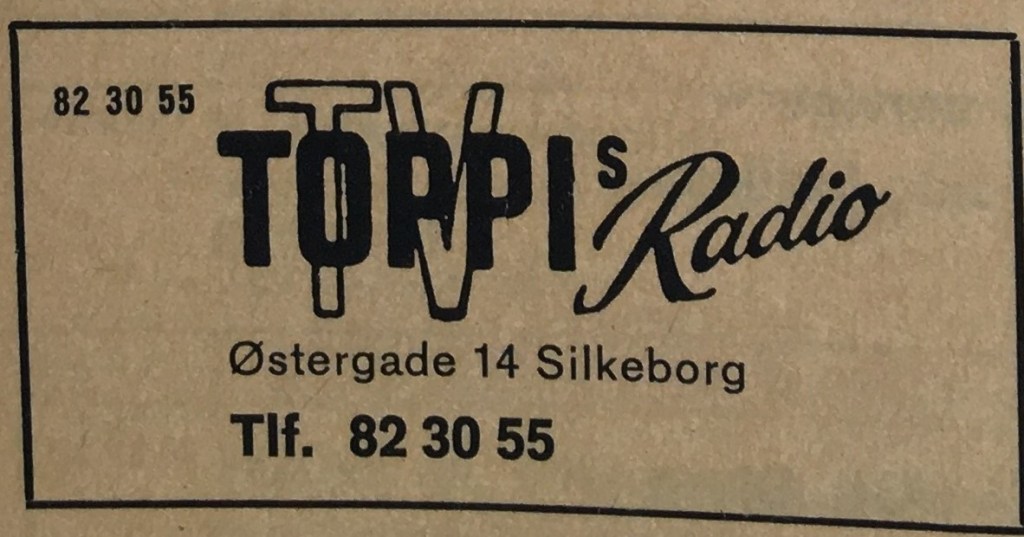 82 30 55
TV
TOPPIs Radio
Østergade 14 Silkeborg
Tlf. 82 30 55